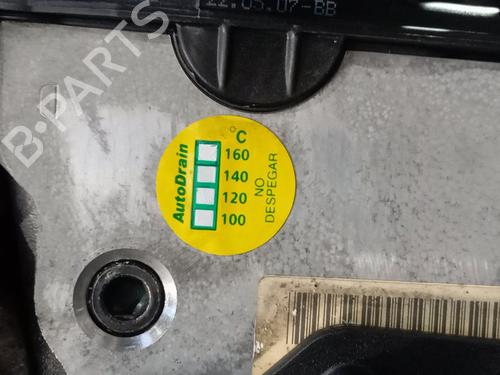 22.05.07-BB
B-PARTS
°C
AutoDrain
160
140
120
100
NO
DESPEGAR